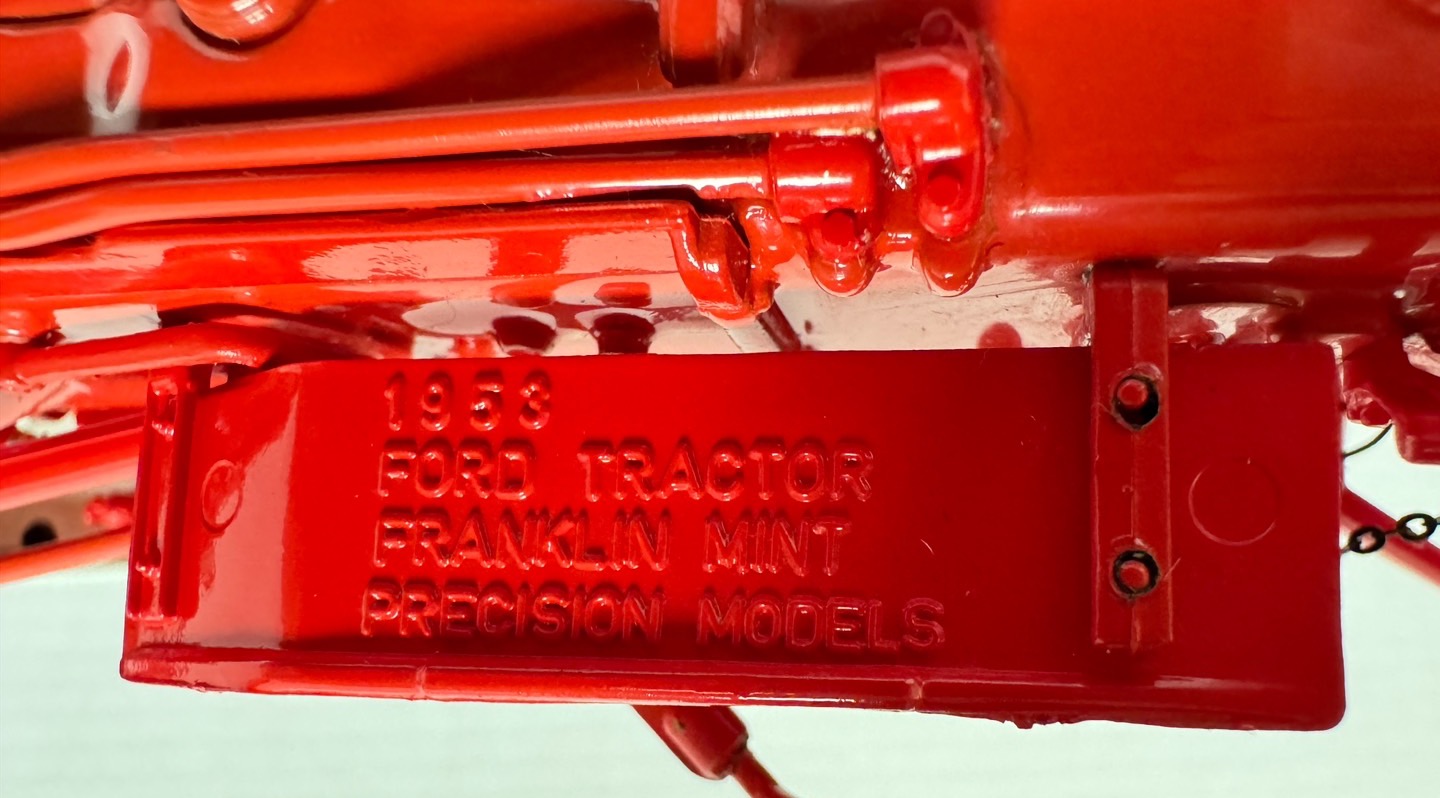 1953
FORD TRACTOR
FRANKLIN MINT
PRECISION MODELS